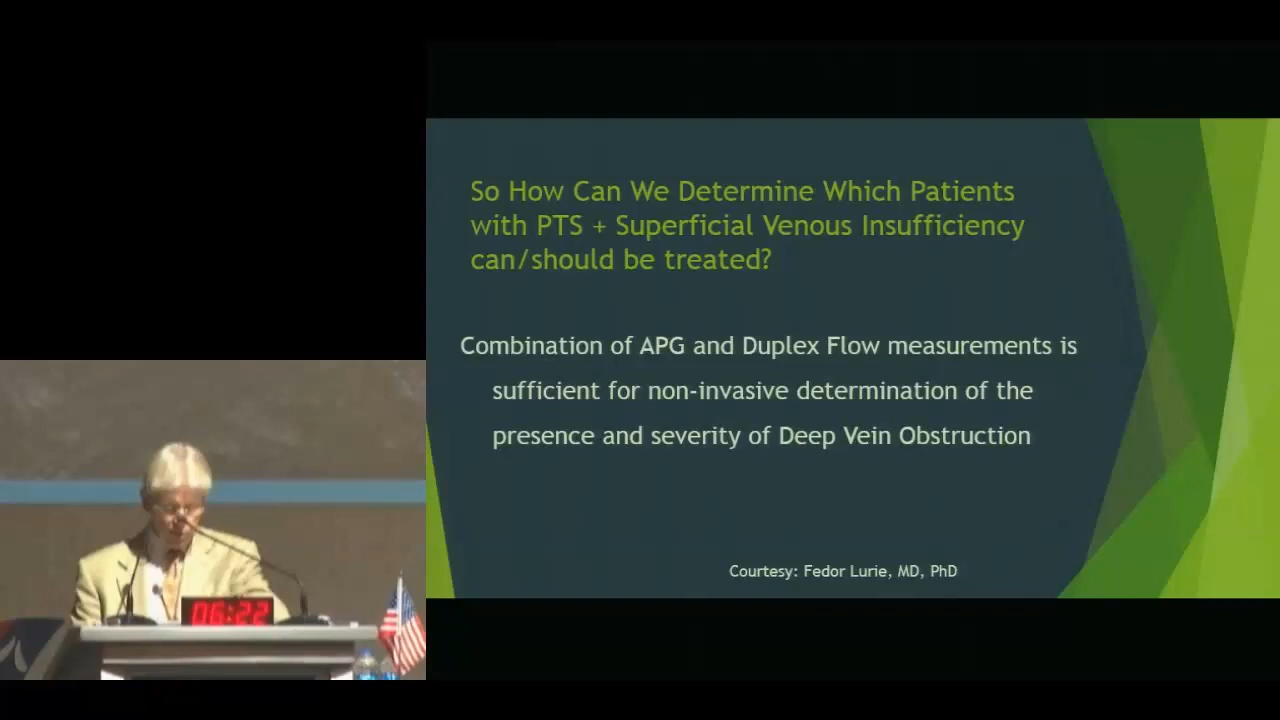 So How Can We Determine Which Patients
with PTS + Superficial Venous Insufficiency
can/should be treated?
Combination of APG and Duplex Flow measurements is
sufficient for non-invasive determination of the
presence and severity of Deep Vein Obstruction
Courtesy: Fedor Lurie, MD, PhD
06:22